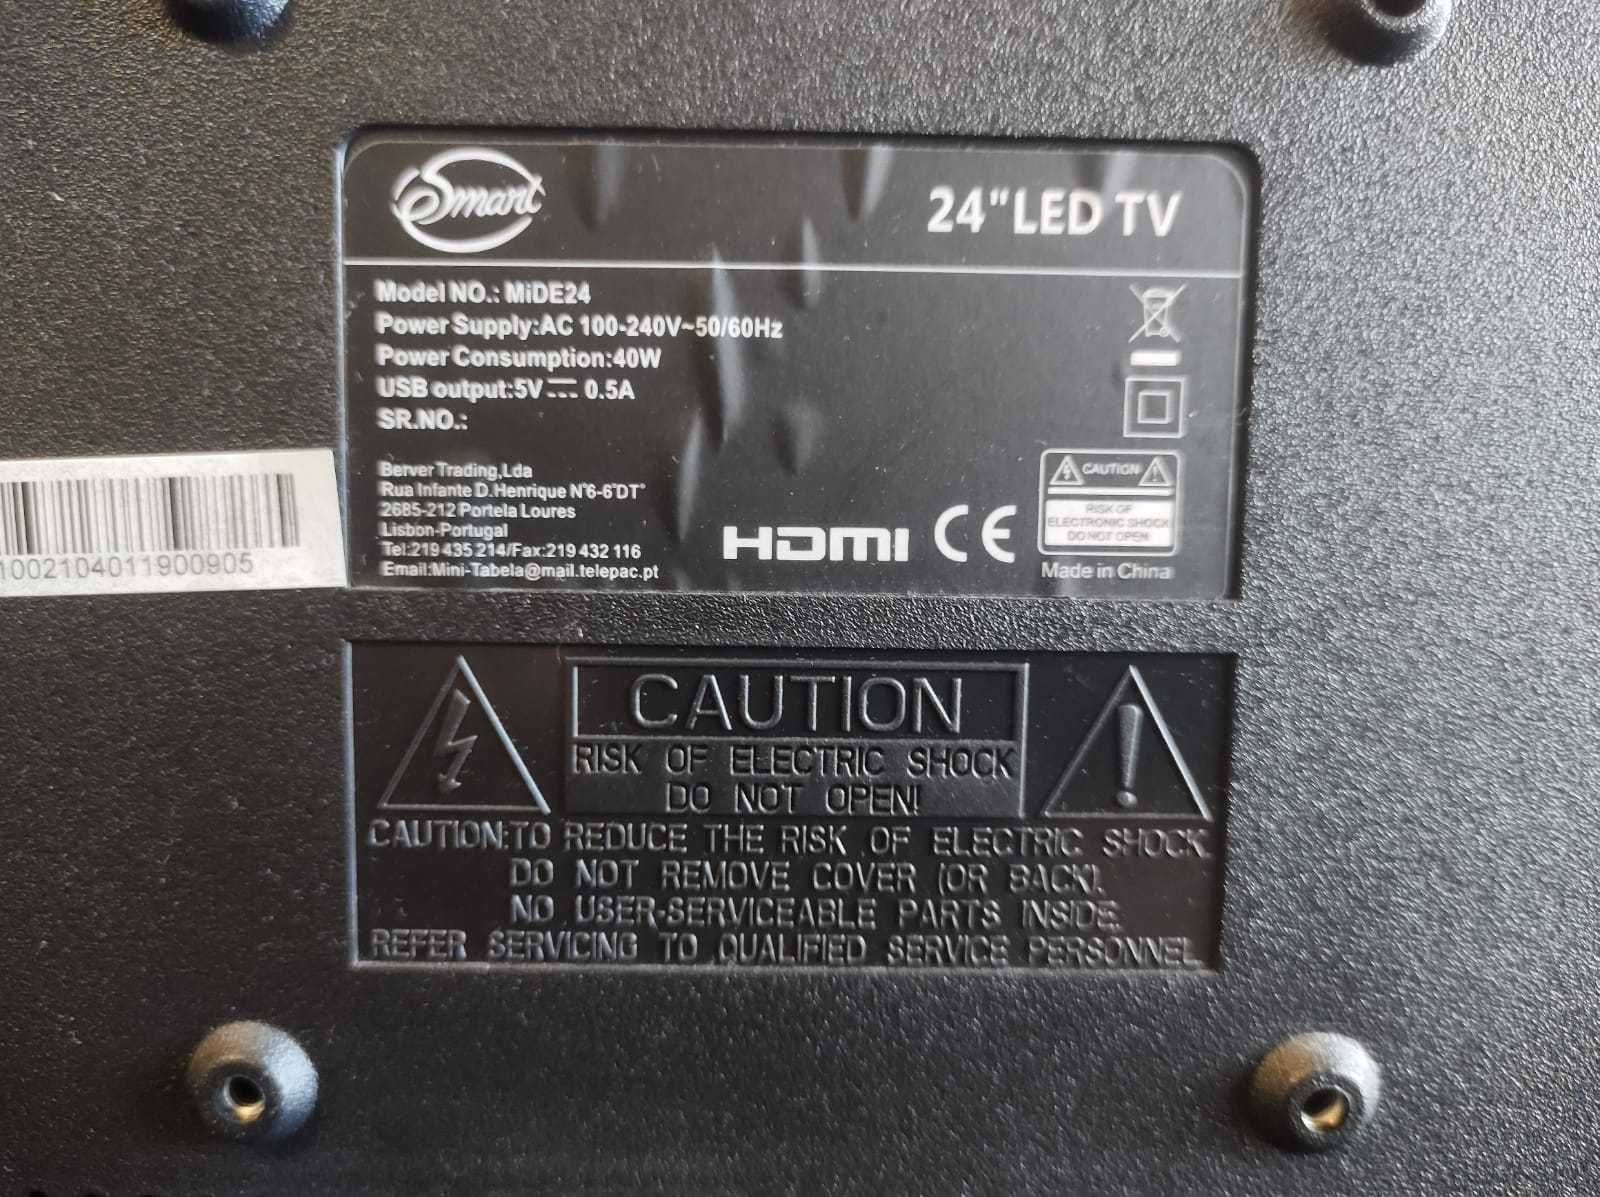 Smart
24" LED TV
Model NO.: MiDE24
Power Supply:AC 100-240V~50/60Hz
Power Consumption:40W
USB output:5V⎓ 0.5A
SR.NO.:
Berver Trading,Lda
Rua Infante D.Henrique Nº6-6ºDTº
2685-212 Portela Loures
Lisbon-Portugal
Tel:219 435 214/Fax:219 432 116
Email:Mini-Tabela@mail.telepac.pt
HDMI CE
CAUTION
RISK OF
ELECTRONIC SHOCK
DO NOT OPEN
Made in China
1002104011900905
CAUTION
RISK OF ELECTRIC SHOCK
DO NOT OPEN!
CAUTION:TO REDUCE THE RISK OF ELECTRIC SHOCK.
DO NOT REMOVE COVER (OR BACK).
NO USER-SERVICEABLE PARTS INSIDE.
REFER SERVICING TO QUALIFIED SERVICE PERSONNEL.